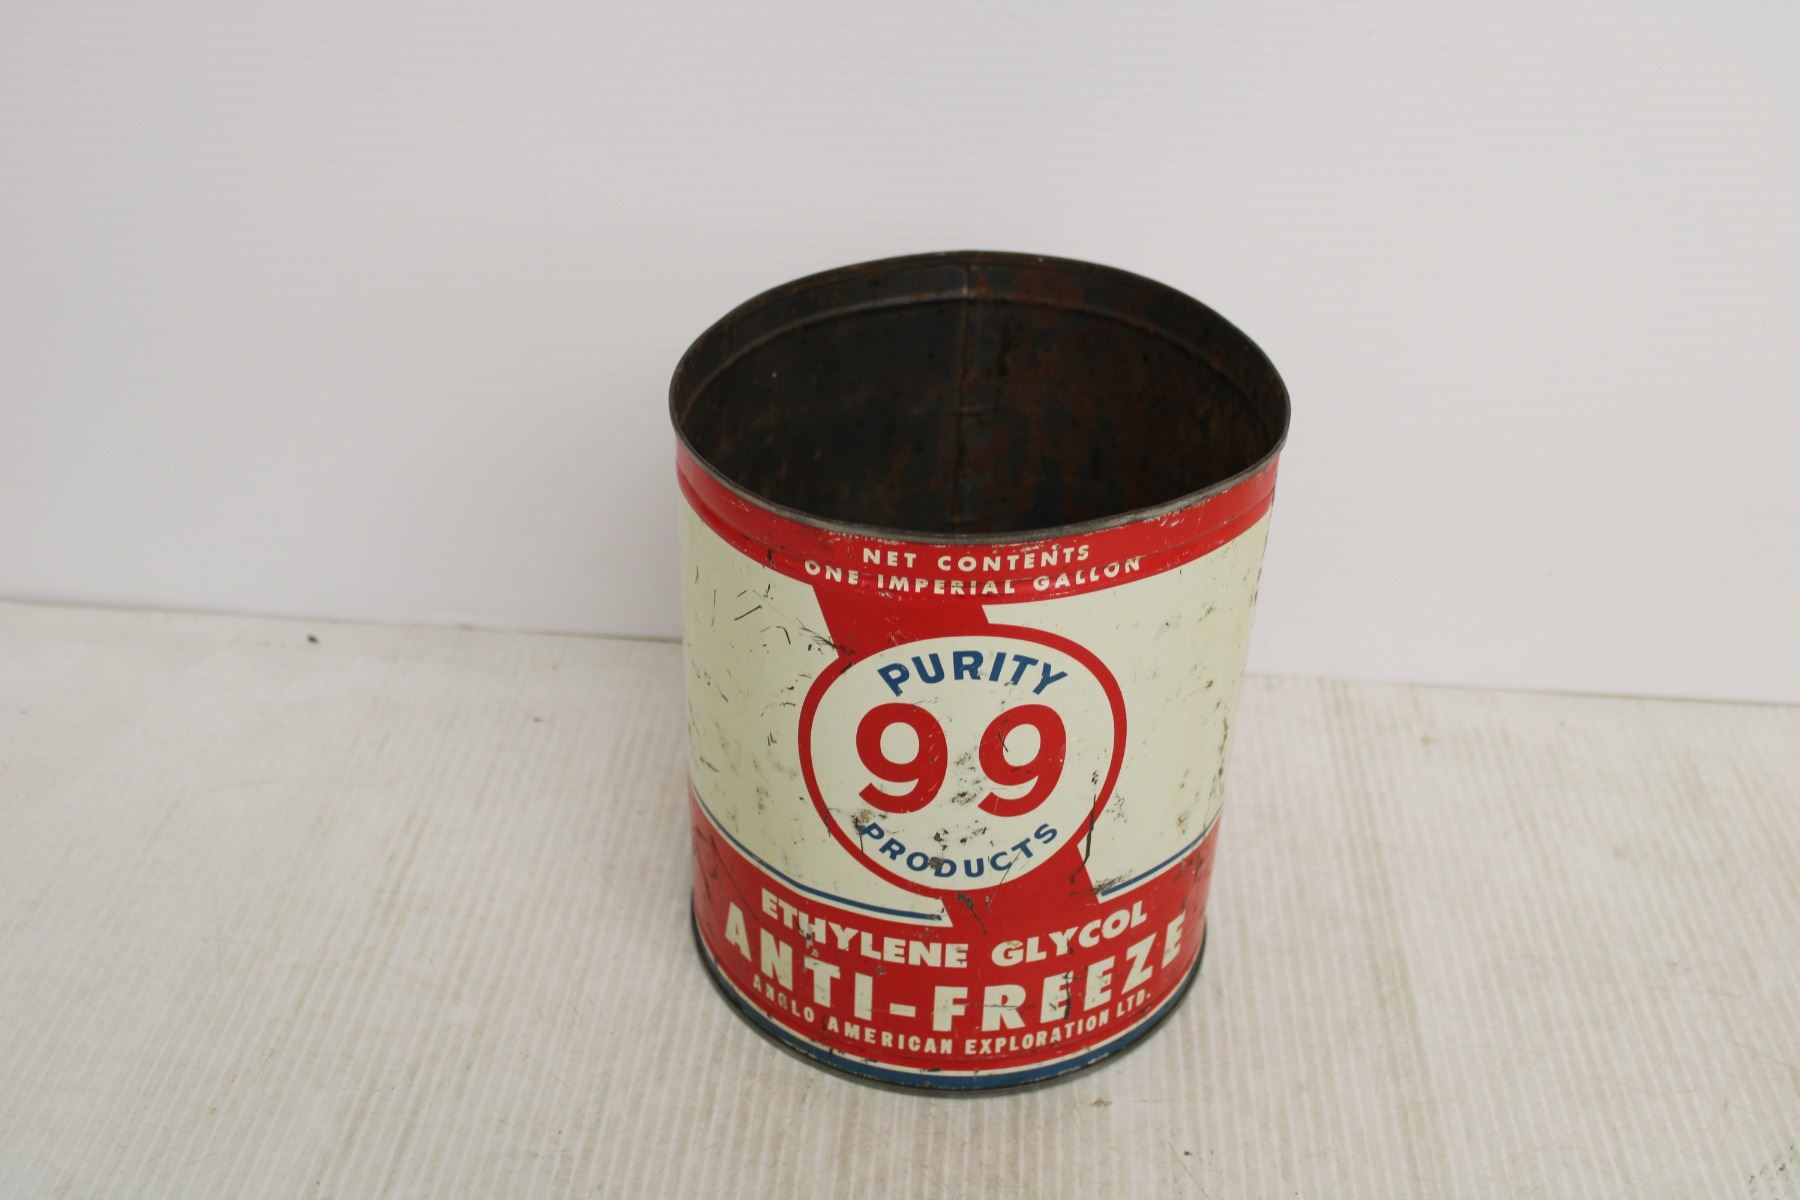 NET CONTENTS
ONE IMPERIAL GALLON
PURITY
99
PRODUCTS
ETHYLENE GLYCOL
ANTI-FREEZE
ANGLO AMERICAN EXPLORATION LTD.